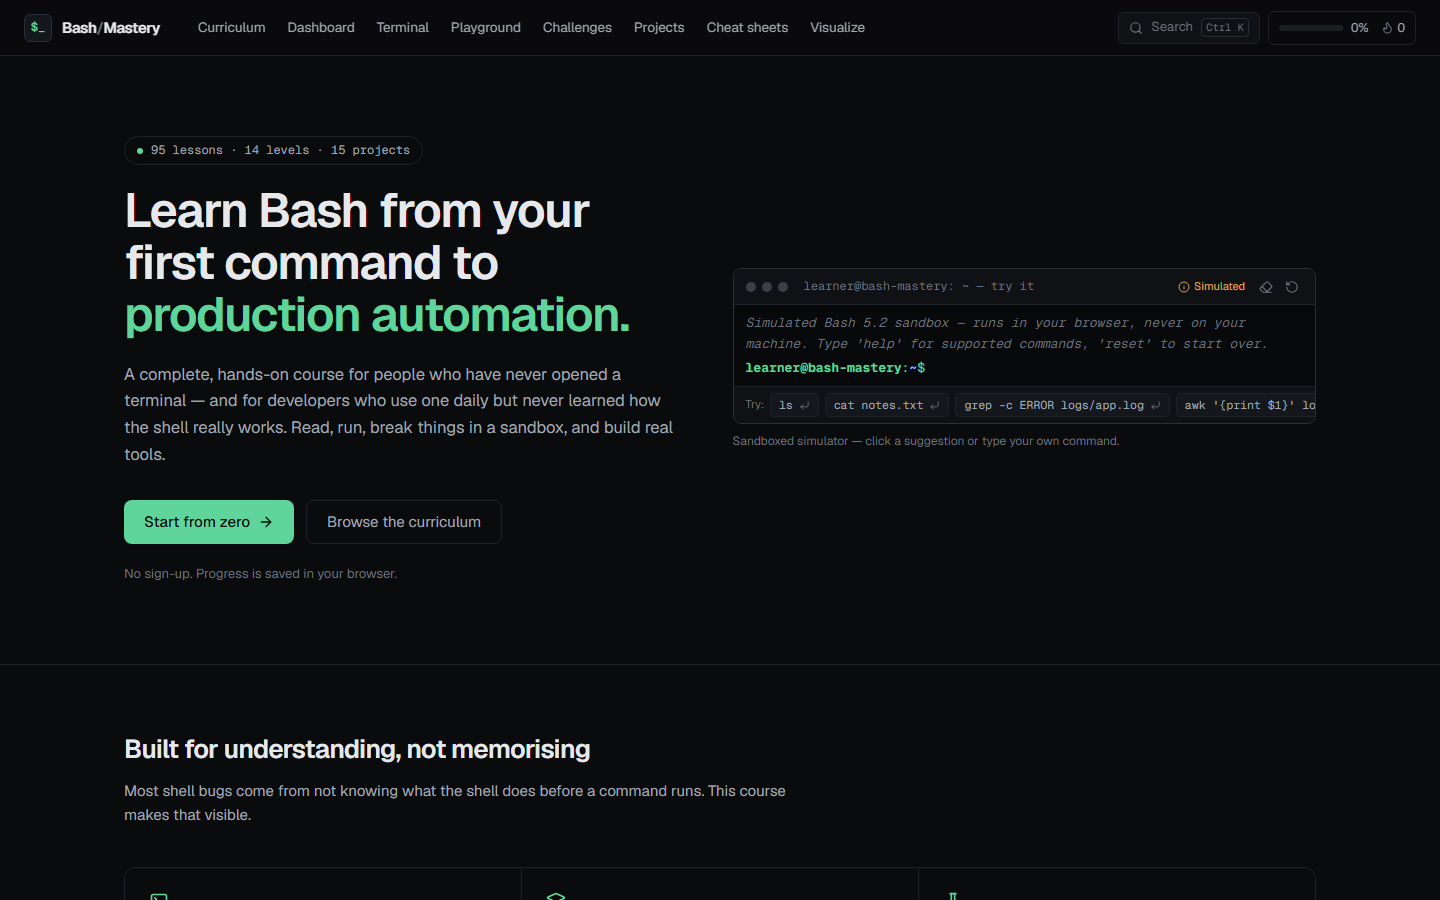 $_ Bash/Mastery Curriculum Dashboard Terminal Playground Challenges Projects Cheat sheets Visualize Search Ctrl K 0% 0
95 lessons · 14 levels · 15 projects
Learn Bash from your
first command to
production automation.
A complete, hands-on course for people who have never opened a
terminal — and for developers who use one daily but never learned how
the shell really works. Read, run, break things in a sandbox, and build real
tools.
Start from zero Browse the curriculum
No sign-up. Progress is saved in your browser.
learner@bash-mastery: ~ — try it Simulated
Simulated Bash 5.2 sandbox — runs in your browser, never on your
machine. Type 'help' for supported commands, 'reset' to start over.
learner@bash-mastery:~$
Try: ls cat notes.txt grep -c ERROR logs/app.log awk '{print $1}' lo
Sandboxed simulator — click a suggestion or type your own command.
Built for understanding, not memorising
Most shell bugs come from not knowing what the shell does before a command runs. This course
makes that visible.